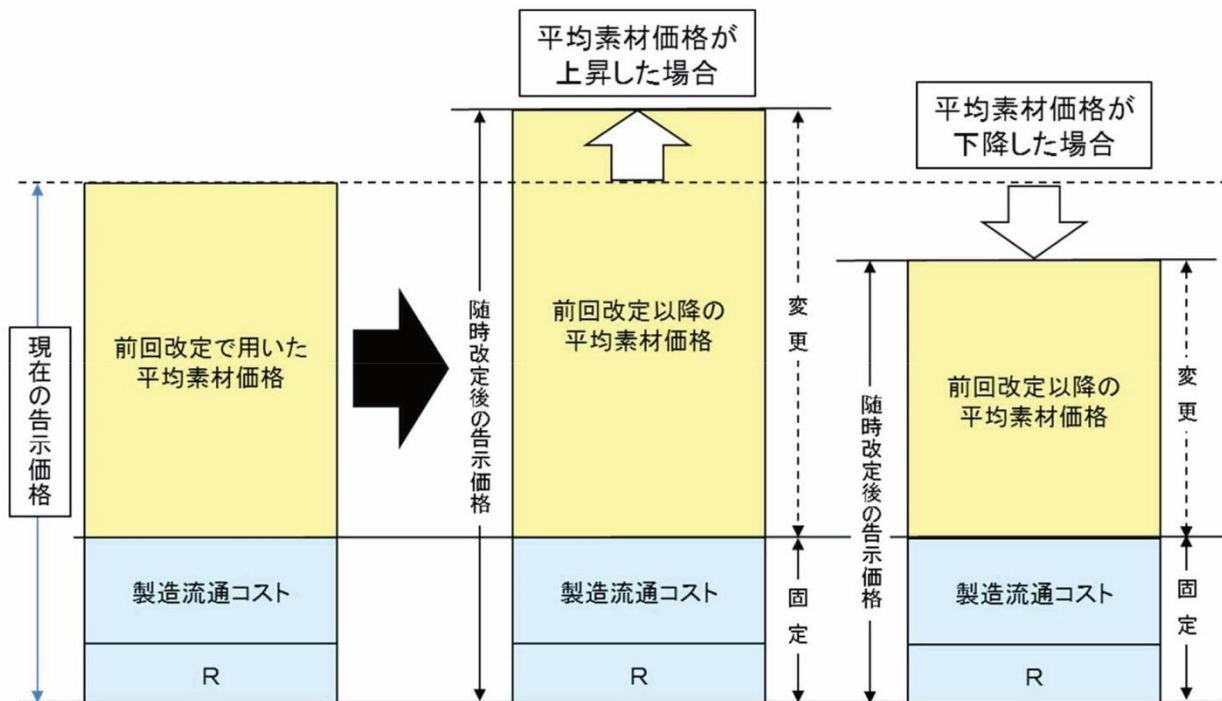 平均素材価格が
上昇した場合
平均素材価格が
下降した場合
現在の告示価格
前回改定で用いた
平均素材価格
製造流通コスト
R
随時改定後の告示価格
前回改定以降の
平均素材価格
変更
製造流通コスト
固定
R
随時改定後の告示価格
前回改定以降の
平均素材価格
変更
製造流通コスト
固定
R